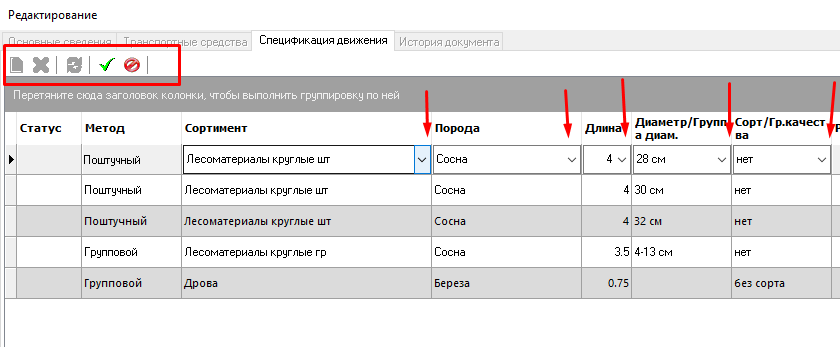 Редактирование
Основные сведения Транспортные средства Спецификация движения История документа
Перетяните сюда заголовок колонки, чтобы выполнить группировку по ней
Статус Метод Сортимент Порода Длина Диаметр/Групп а диам. Сорт/Гр.качест ва
Поштучный Лесоматериалы круглые шт Сосна 4 28 см нет
Поштучный Лесоматериалы круглые шт Сосна 4 30 см нет
Поштучный Лесоматериалы круглые шт Сосна 4 32 см нет
Групповой Лесоматериалы круглые гр Сосна 3.5 4-13 см нет
Групповой Дрова Береза 0.75 без сорта